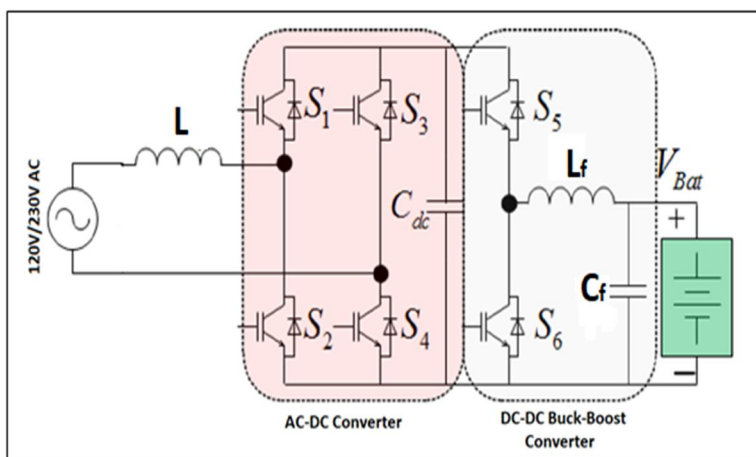 120V/230V AC
L
S1
S3
S2
S4
Cdc
S5
S6
Lf
VBat
+
Cf
−
AC-DC Converter
DC-DC Buck-Boost
Converter